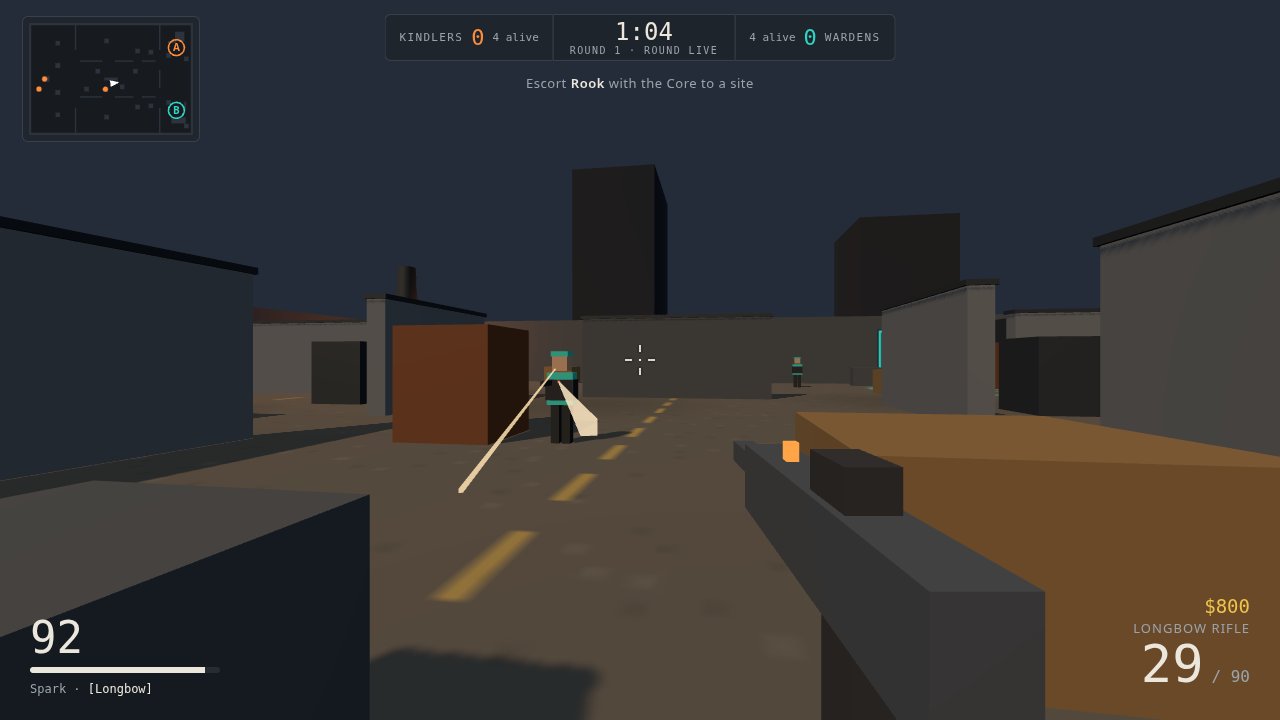 A
B
KINDLERS 0 4 alive
1:04
ROUND 1 · ROUND LIVE
4 alive 0 WARDENS
Escort Rook with the Core to a site
92
Spark · [Longbow]
$800
LONGBOW RIFLE
29 / 90